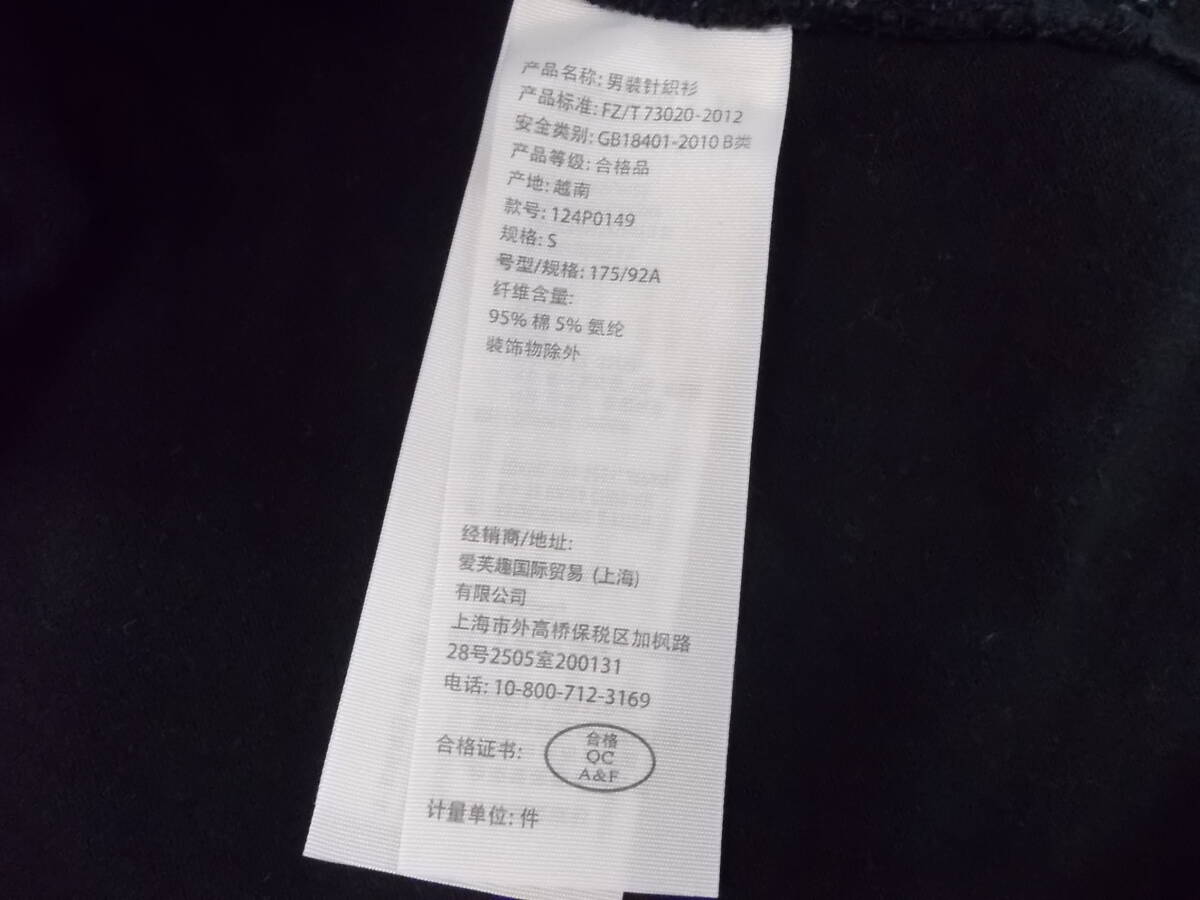 产品名称: 男装针织衫
产品标准: FZ/T 73020-2012
安全类别: GB18401-2010 B类
产品等级: 合格品
产地: 越南
款号: 124P0149
规格: S
号型/规格: 175/92A
纤维含量:
95% 棉 5% 氨纶
装饰物除外
经销商/地址:
爱芙趣国际贸易 (上海)
有限公司
上海市外高桥保税区加枫路
28号2505室200131
电话: 10-800-712-3169
合格证书:
合格
QC
A&F
计量单位: 件